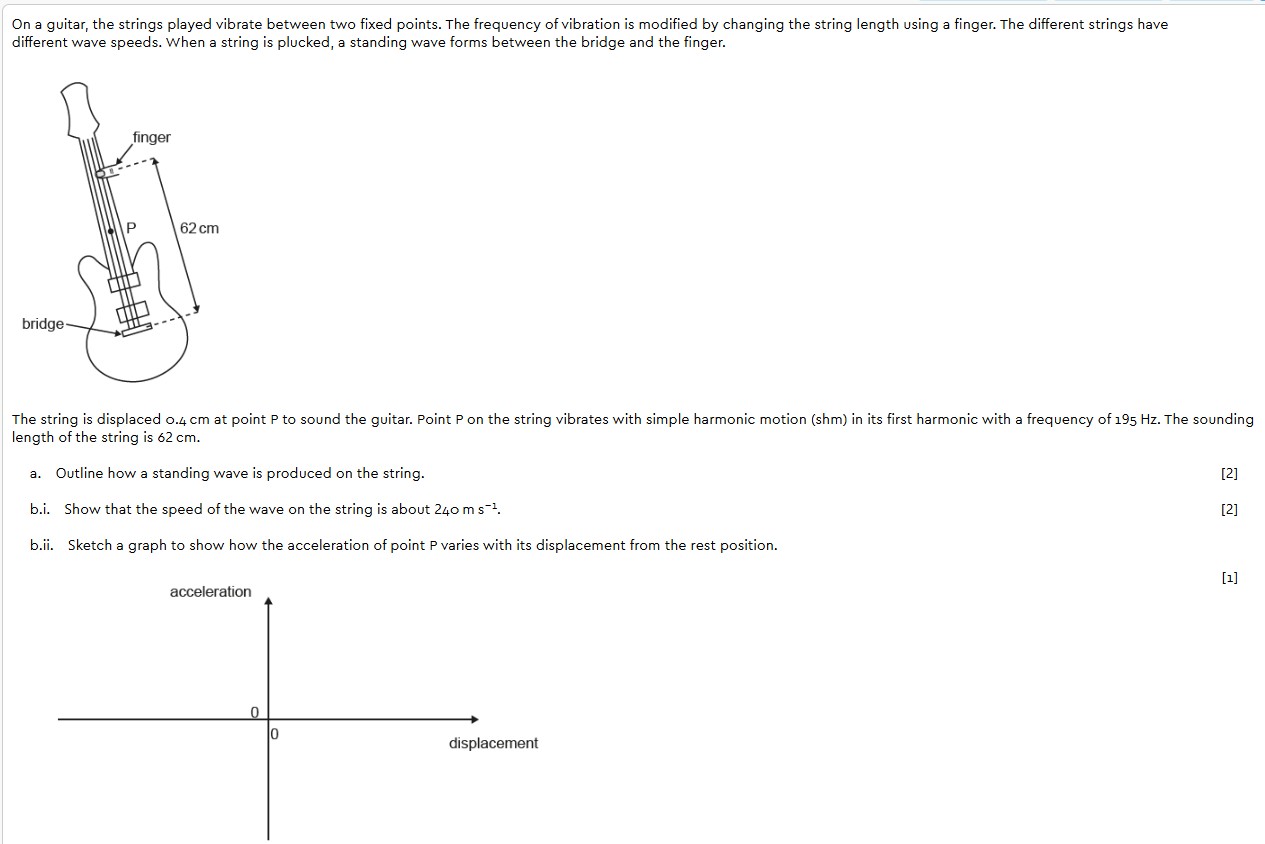 On a guitar, the strings played vibrate between two fixed points. The frequency of vibration is modified by changing the string length using a finger. The different strings have
different wave speeds. When a string is plucked, a standing wave forms between the bridge and the finger.
finger
P
62 cm
bridge
The string is displaced 0.4 cm at point P to sound the guitar. Point P on the string vibrates with simple harmonic motion (shm) in its first harmonic with a frequency of 195 Hz. The sounding
length of the string is 62 cm.
a. Outline how a standing wave is produced on the string. [2]
b.i. Show that the speed of the wave on the string is about 240 m s⁻¹. [2]
b.ii. Sketch a graph to show how the acceleration of point P varies with its displacement from the rest position.
[1]
acceleration
0
0
displacement